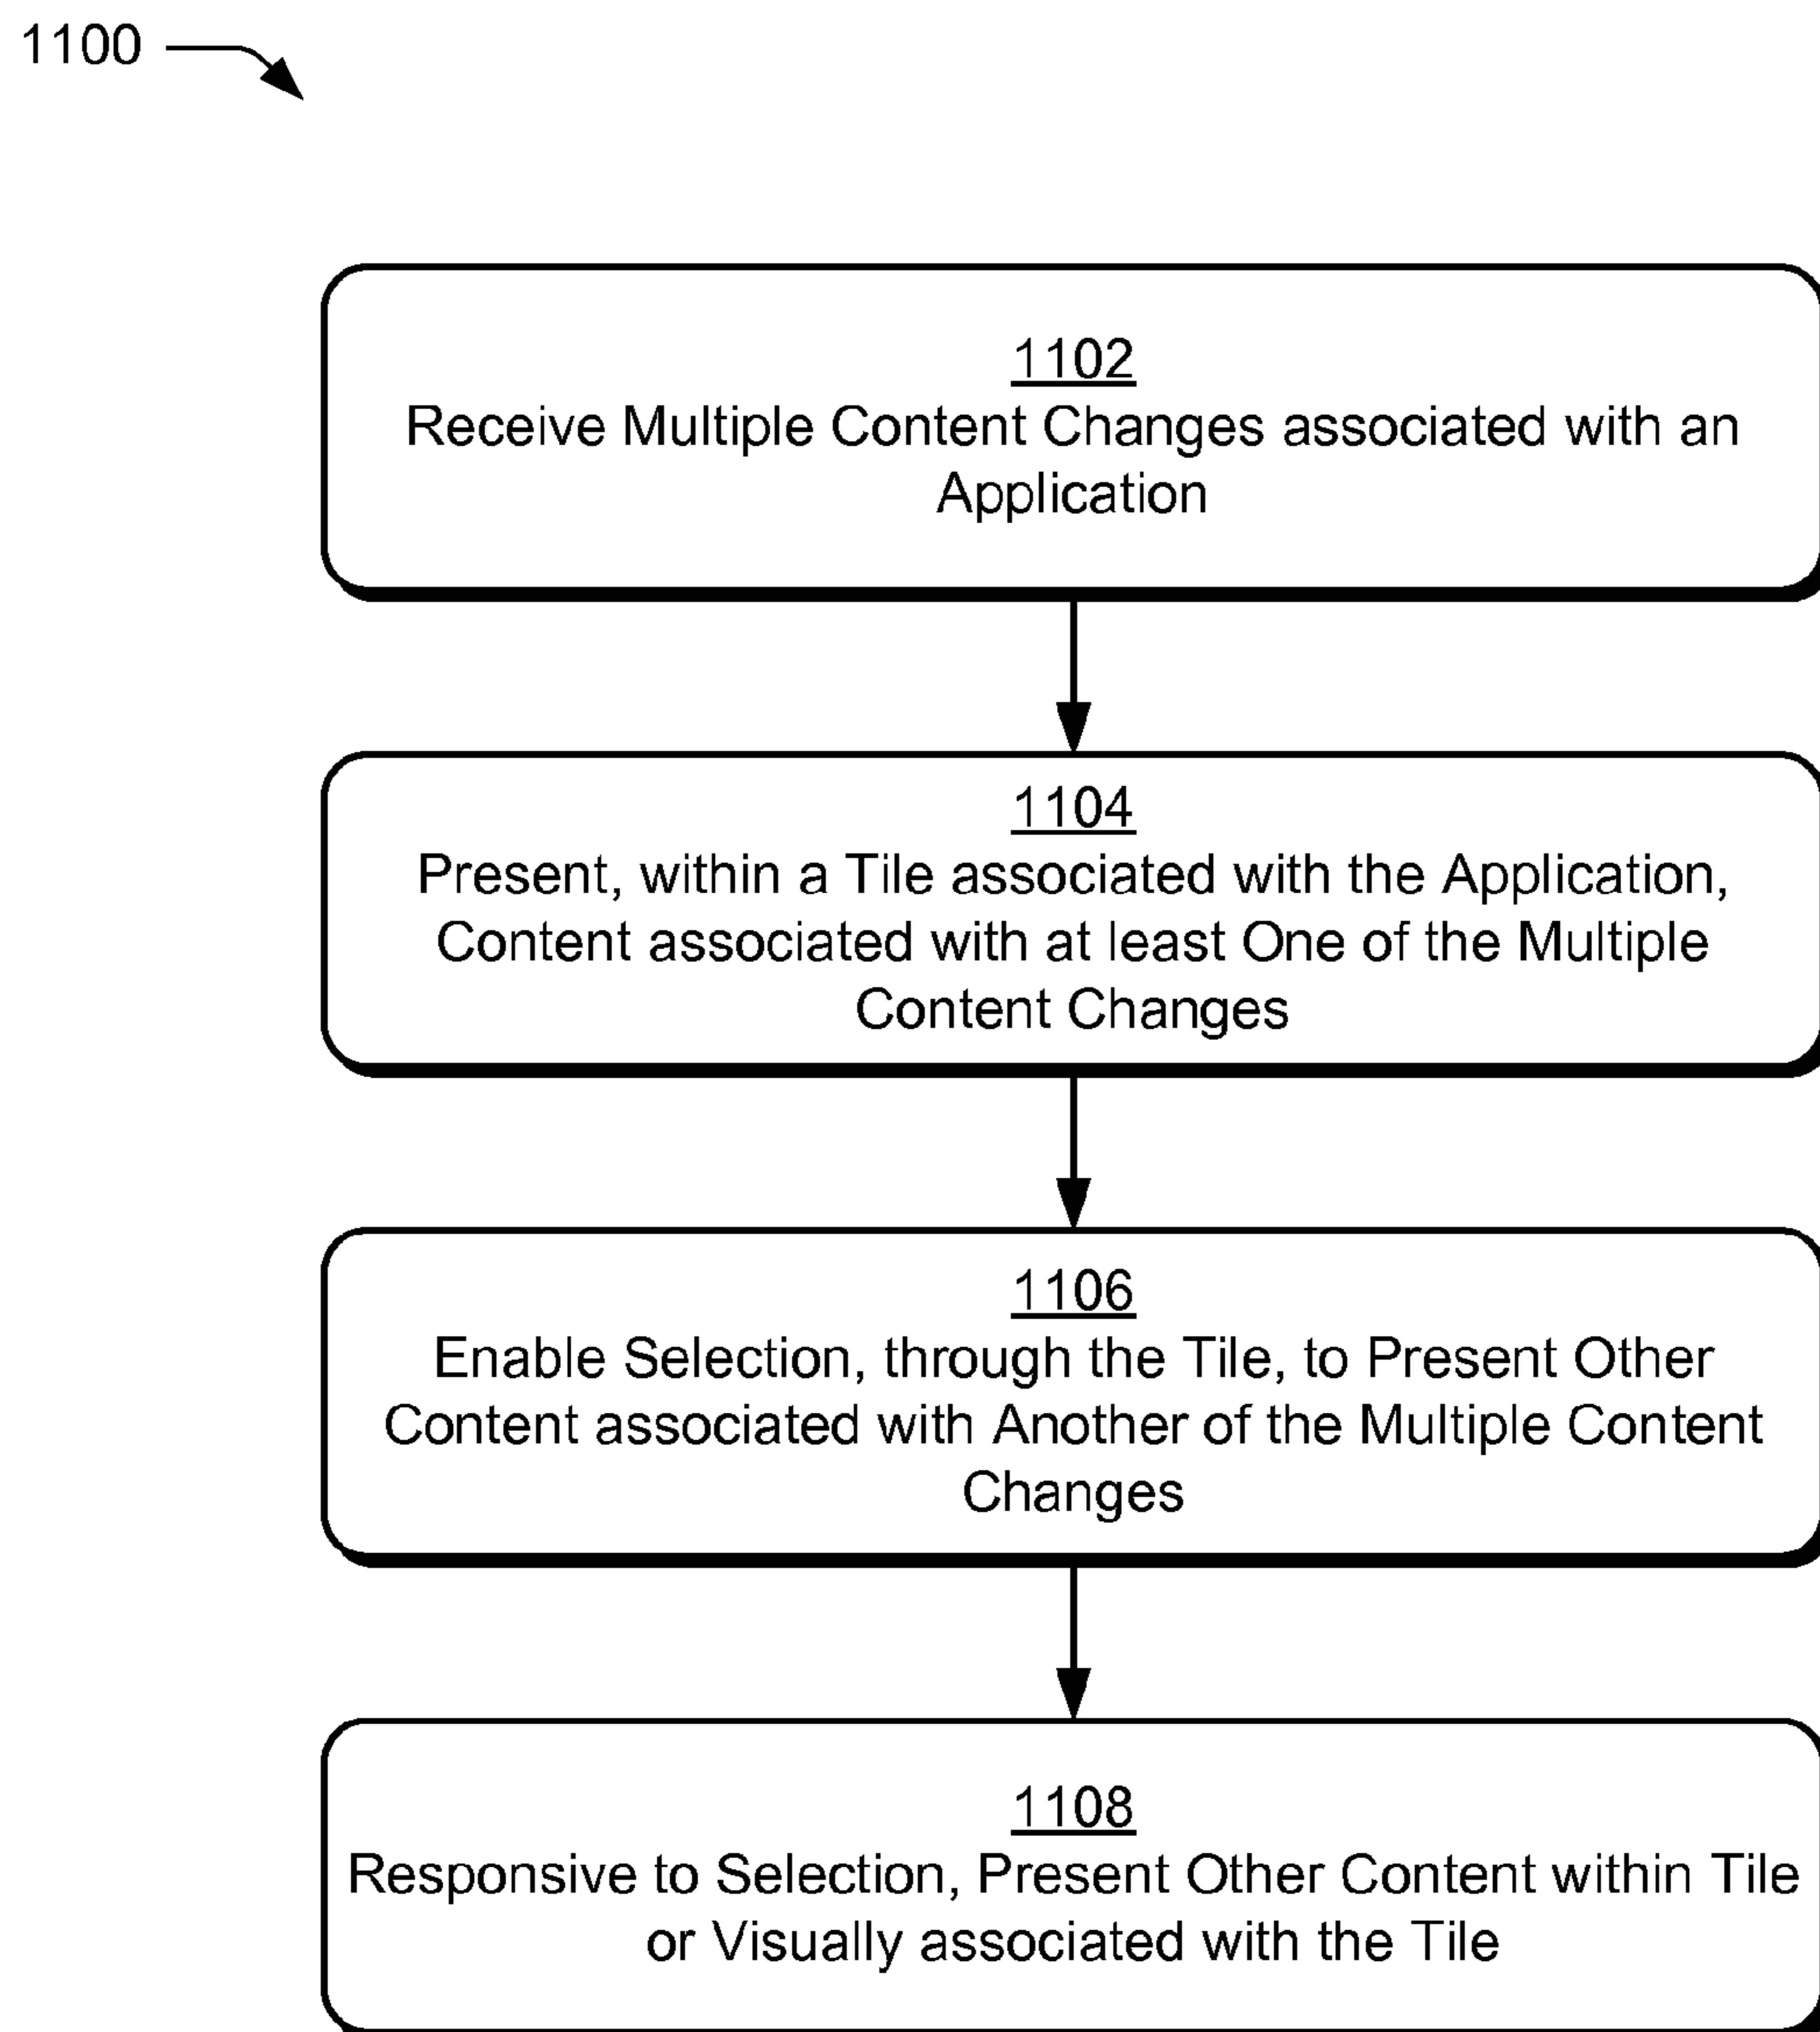 1100
1102
Receive Multiple Content Changes associated with an
Application
1104
Present, within a Tile associated with the Application,
Content associated with at least One of the Multiple
Content Changes
1106
Enable Selection, through the Tile, to Present Other
Content associated with Another of the Multiple Content
Changes
1108
Responsive to Selection, Present Other Content within Tile
or Visually associated with the Tile